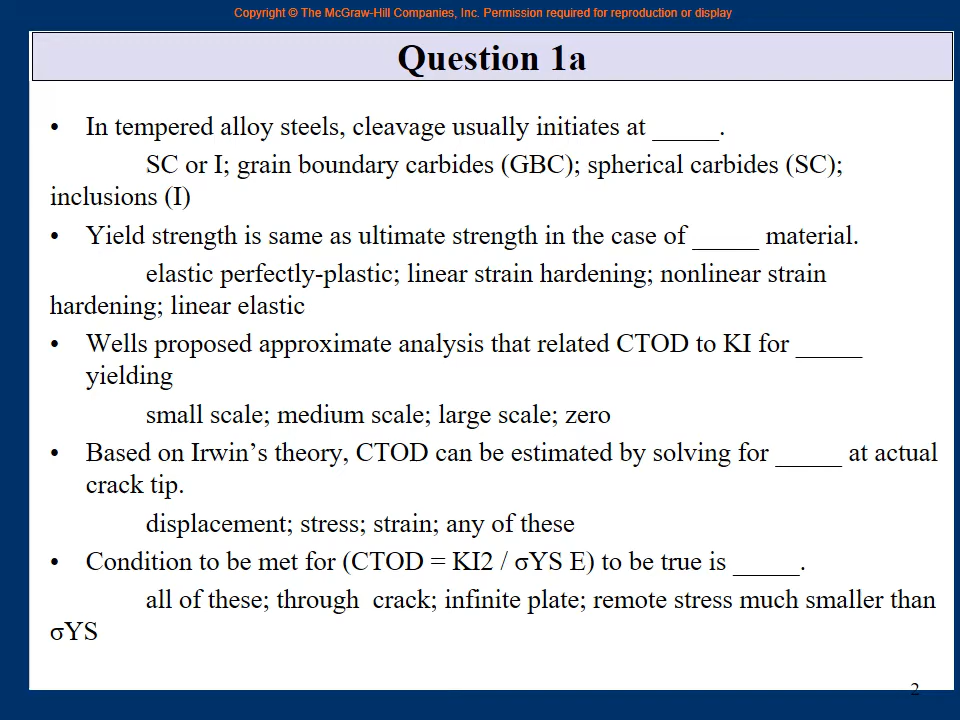 Copyright © The McGraw-Hill Companies, Inc. Permission required for reproduction or display
Question 1a
• In tempered alloy steels, cleavage usually initiates at _____.
SC or I; grain boundary carbides (GBC); spherical carbides (SC);
inclusions (I)
• Yield strength is same as ultimate strength in the case of _____ material.
elastic perfectly-plastic; linear strain hardening; nonlinear strain
hardening; linear elastic
• Wells proposed approximate analysis that related CTOD to KI for _____
yielding
small scale; medium scale; large scale; zero
• Based on Irwin’s theory, CTOD can be estimated by solving for _____ at actual
crack tip.
displacement; stress; strain; any of these
• Condition to be met for (CTOD = KI2 / σYS E) to be true is _____.
all of these; through crack; infinite plate; remote stress much smaller than
σYS
2